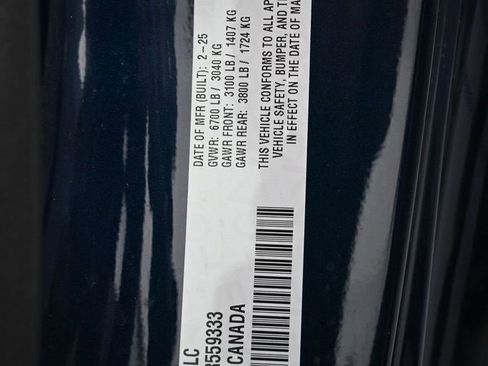 DATE OF MFR (BUILT): 2-25
GVWR: 6700 LB / 3040 KG
GAWR FRONT: 3100 LB / 1407 KG
GAWR REAR: 3800 LB / 1724 KG
THIS VEHICLE CONFORMS TO ALL
VEHICLE SAFETY, BUMPER, AND
IN EFFECT ON THE DATE OF
LC
559333
CANADA